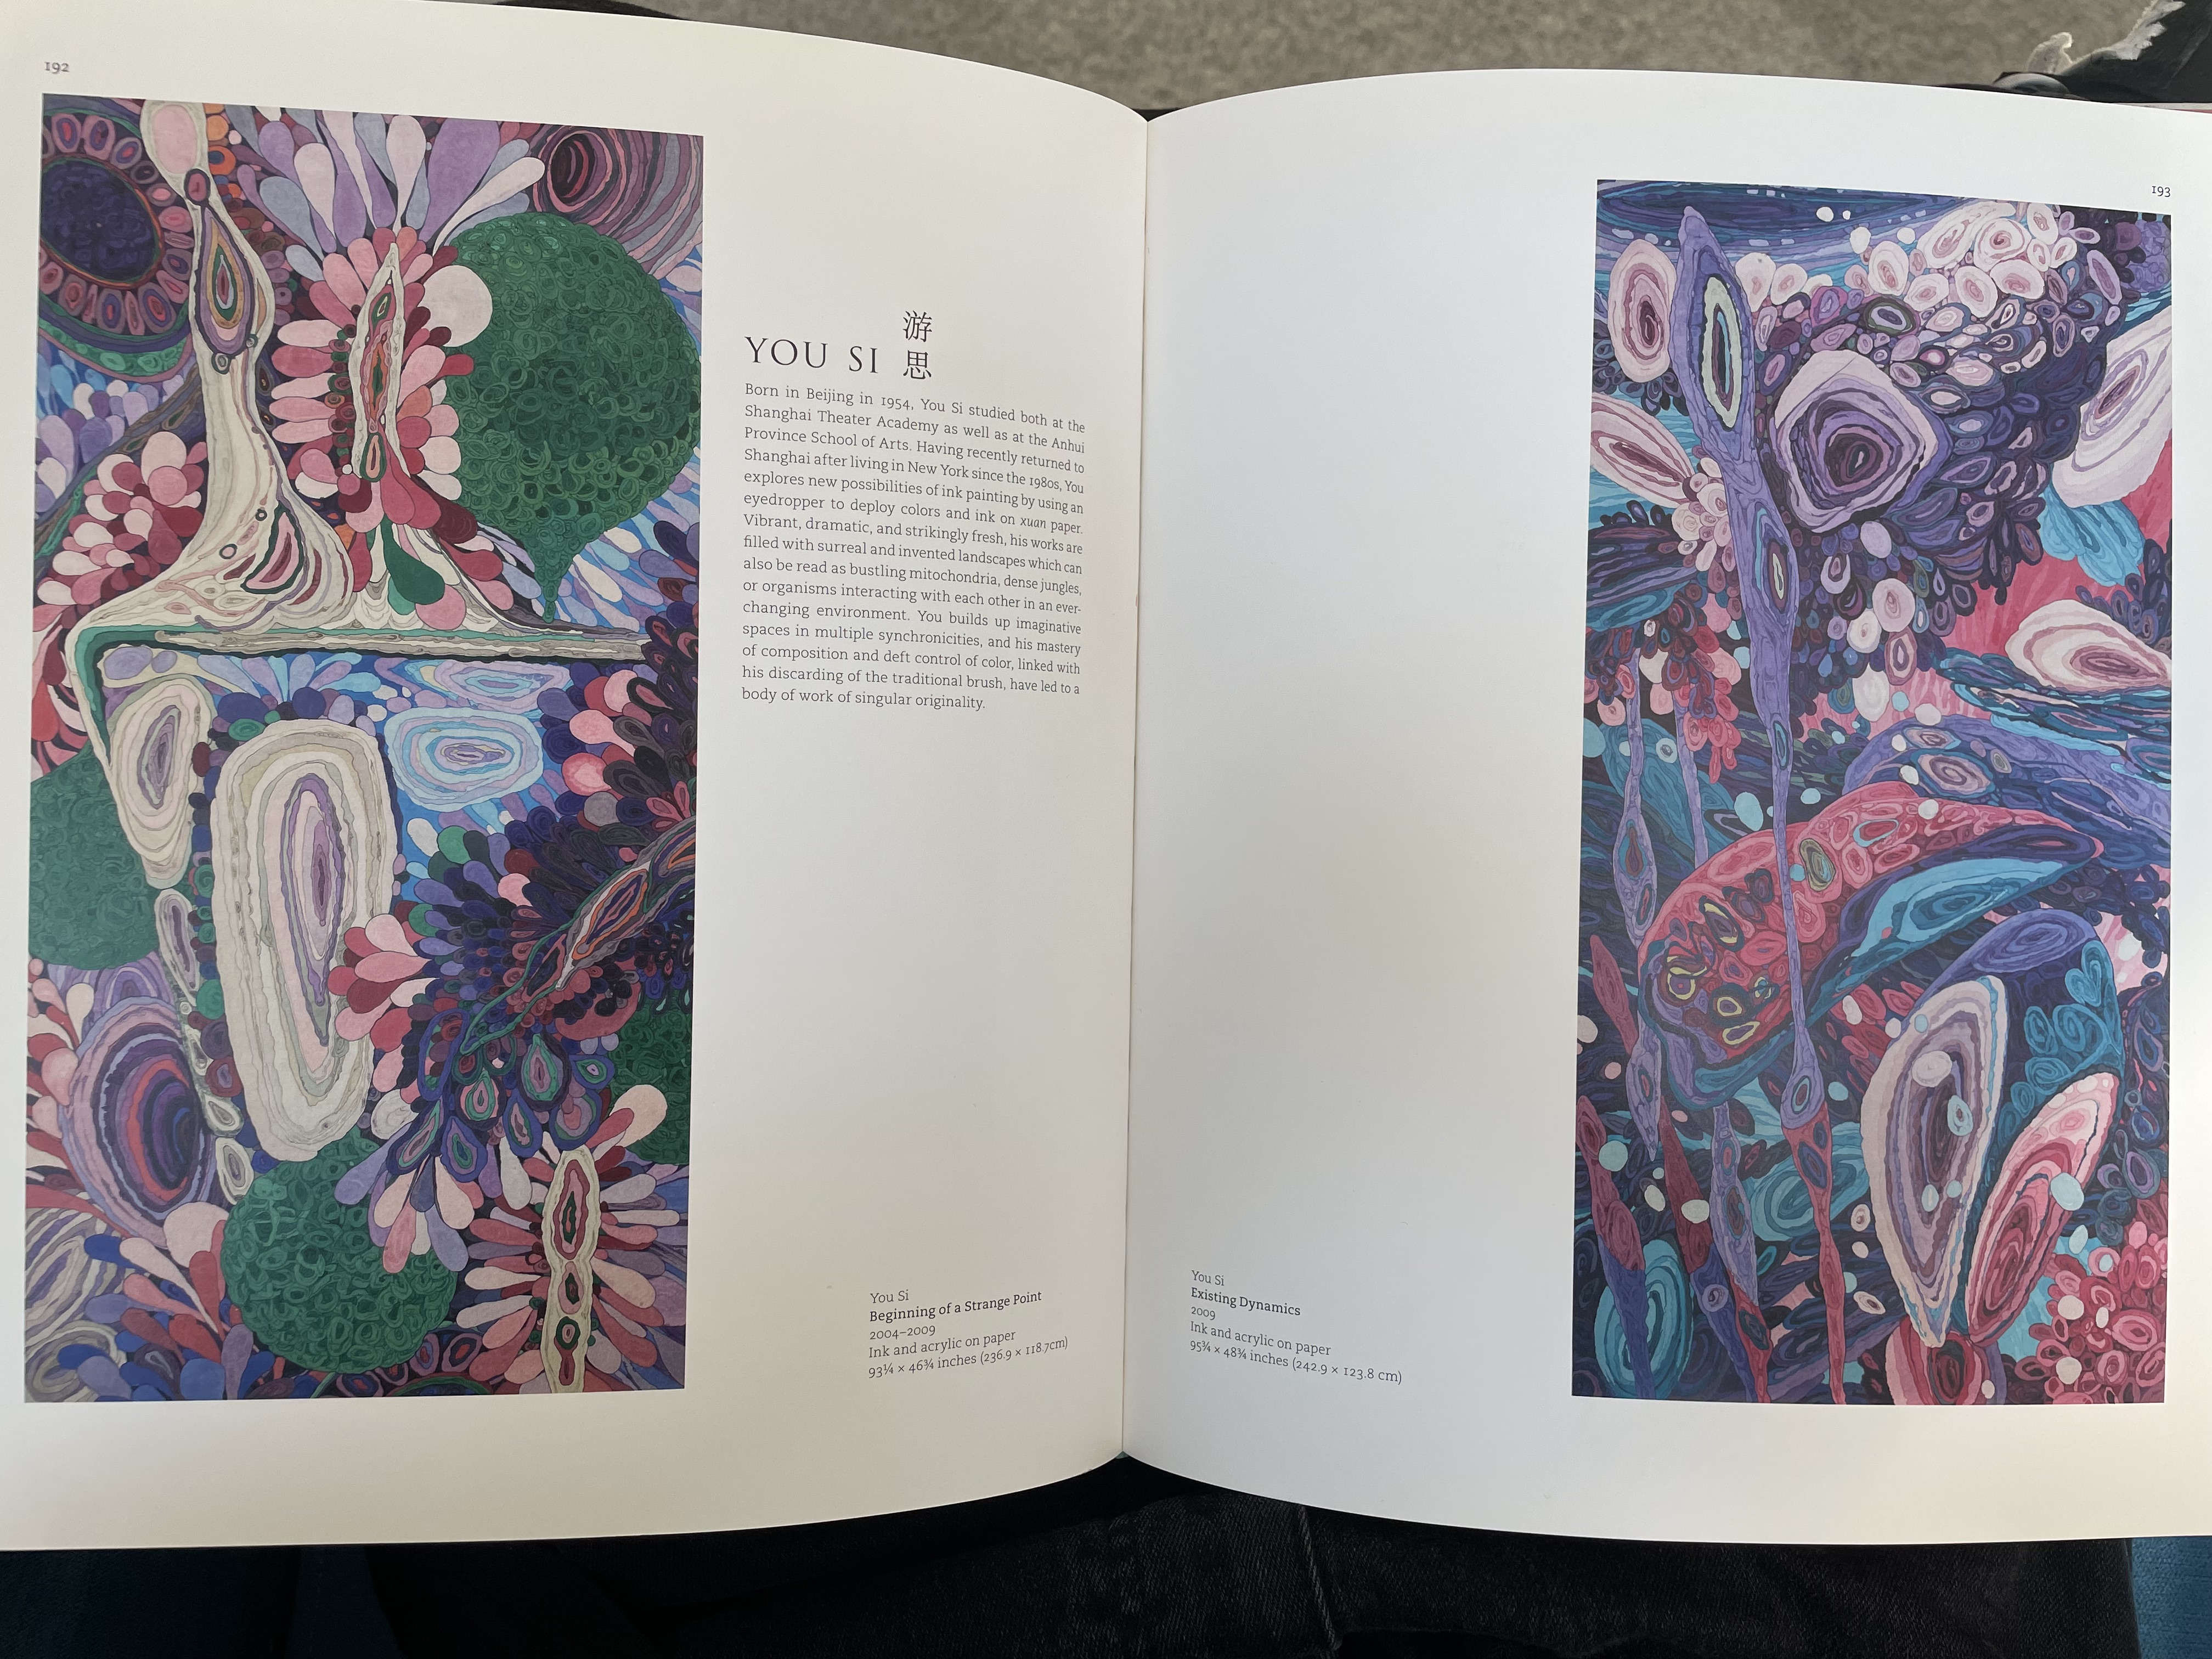 192
YOU SI 游思
Born in Beijing in 1954, You Si studied both at the
Shanghai Theater Academy as well as at the Anhui
Province School of Arts. Having recently returned to
Shanghai after living in New York since the 1980s, You
explores new possibilities of ink painting by using an
eyedropper to deploy colors and ink on xuan paper.
Vibrant, dramatic, and strikingly fresh, his works are
filled with surreal and invented landscapes which can
also be read as bustling mitochondria, dense jungles,
or organisms interacting with each other in an ever-
changing environment. You builds up imaginative
spaces in multiple synchronicities, and his mastery
of composition and deft control of color, linked with
his discarding of the traditional brush, have led to a
body of work of singular originality.
You Si
Beginning of a Strange Point
2004–2009
Ink and acrylic on paper
93¼ × 46¾ inches (236.9 × 118.7cm)
193
You Si
Existing Dynamics
2009
Ink and acrylic on paper
95¾ × 48¾ inches (242.9 × 123.8 cm)